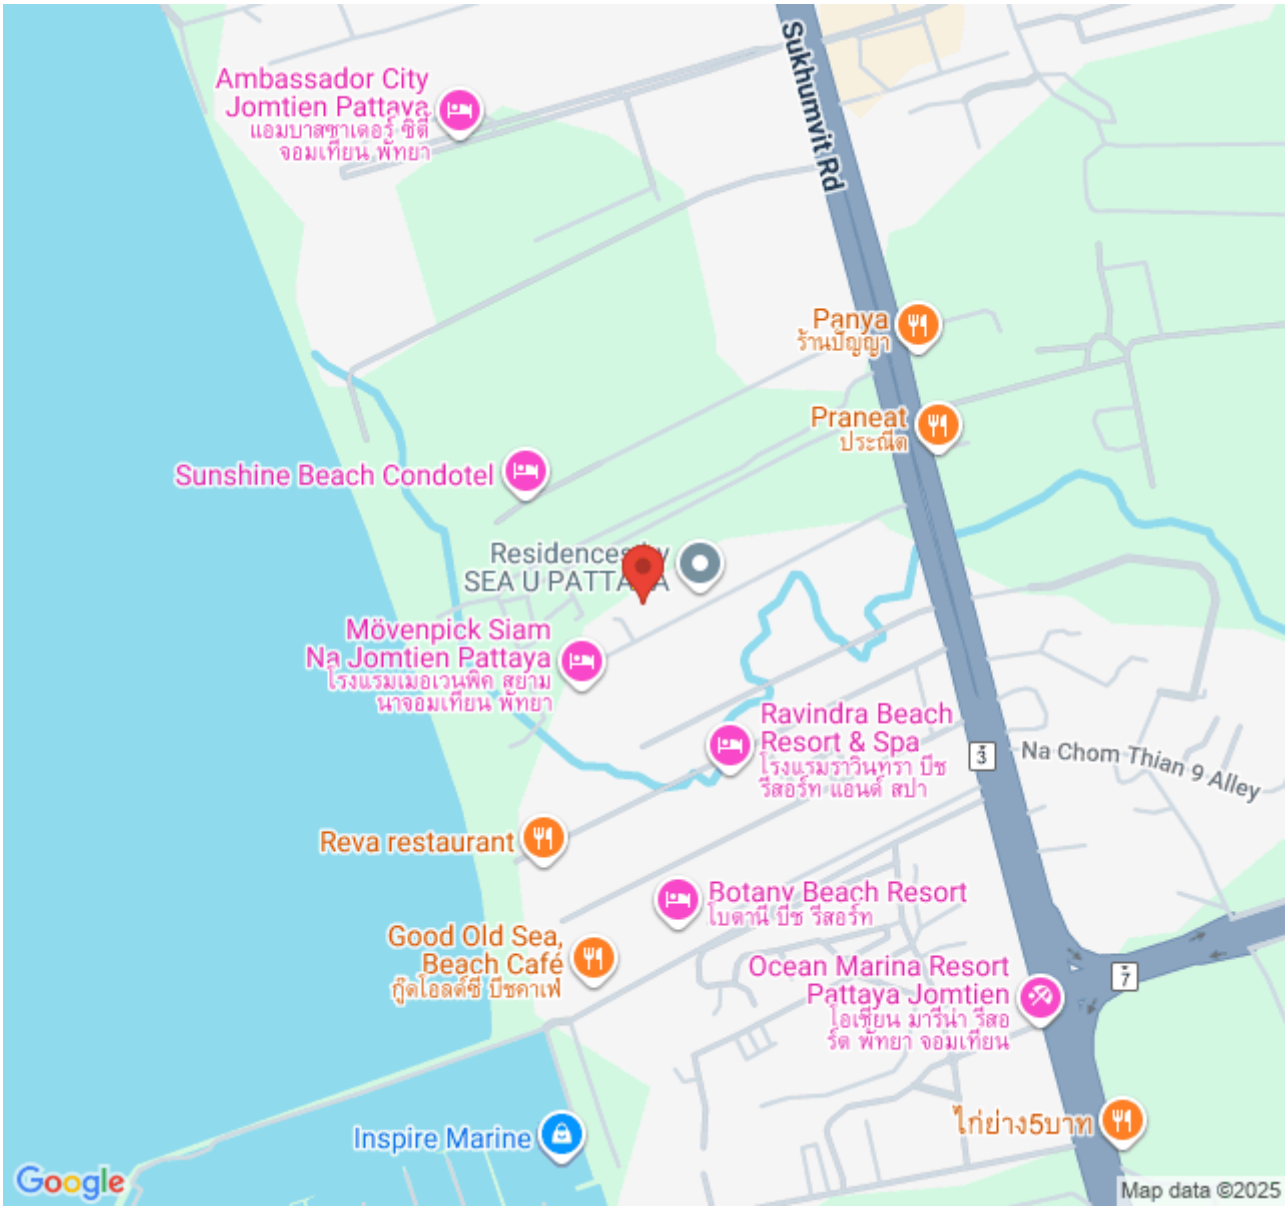 Sukhumvit Rd
Ambassador City
Jomtien Pattaya
แอมบาสซาเดอร์ ซิตี้
จอมเทียน พัทยา
Panya
ร้านปัญญา
Praneat
ประณีต
Sunshine Beach Condotel
Residences by
SEA U PATTAYA
Mövenpick Siam
Na Jomtien Pattaya
โรงแรมเมอเวนพิค สยาม
นาจอมเทียน พัทยา
Ravindra Beach
Resort & Spa
โรงแรมราวินทรา บีช
รีสอร์ท แอนด์ สปา
3
Na Chom Thian 9 Alley
Reva restaurant
Botany Beach Resort
โบตานี บีช รีสอร์ท
Good Old Sea,
Beach Café
กู๊ดโอลด์ซี บีชคาเฟ่
Ocean Marina Resort
Pattaya Jomtien
โอเชียน มารีน่า รีสอ
ร์ต พัทยา จอมเทียน
7
ไก่ย่าง5บาท
Inspire Marine
Google
Map data ©2025